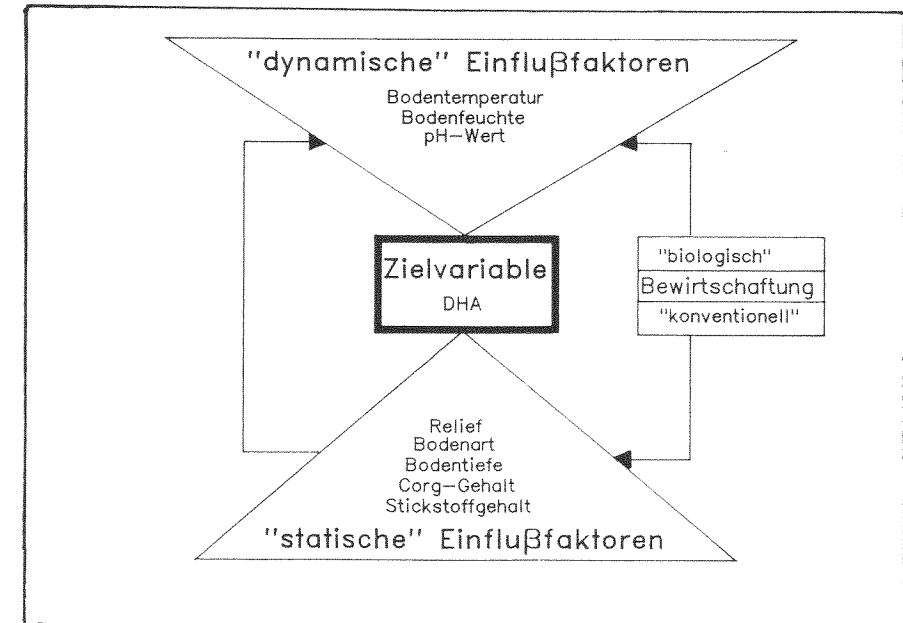 "dynamische" Einflußfaktoren
Bodentemperatur
Bodenfeuchte
pH-Wert
Zielvariable
DHA
"biologisch"
Bewirtschaftung
"konventionell"
Relief
Bodenart
Bodentiefe
Corg-Gehalt
Stickstoffgehalt
"statische" Einflußfaktoren